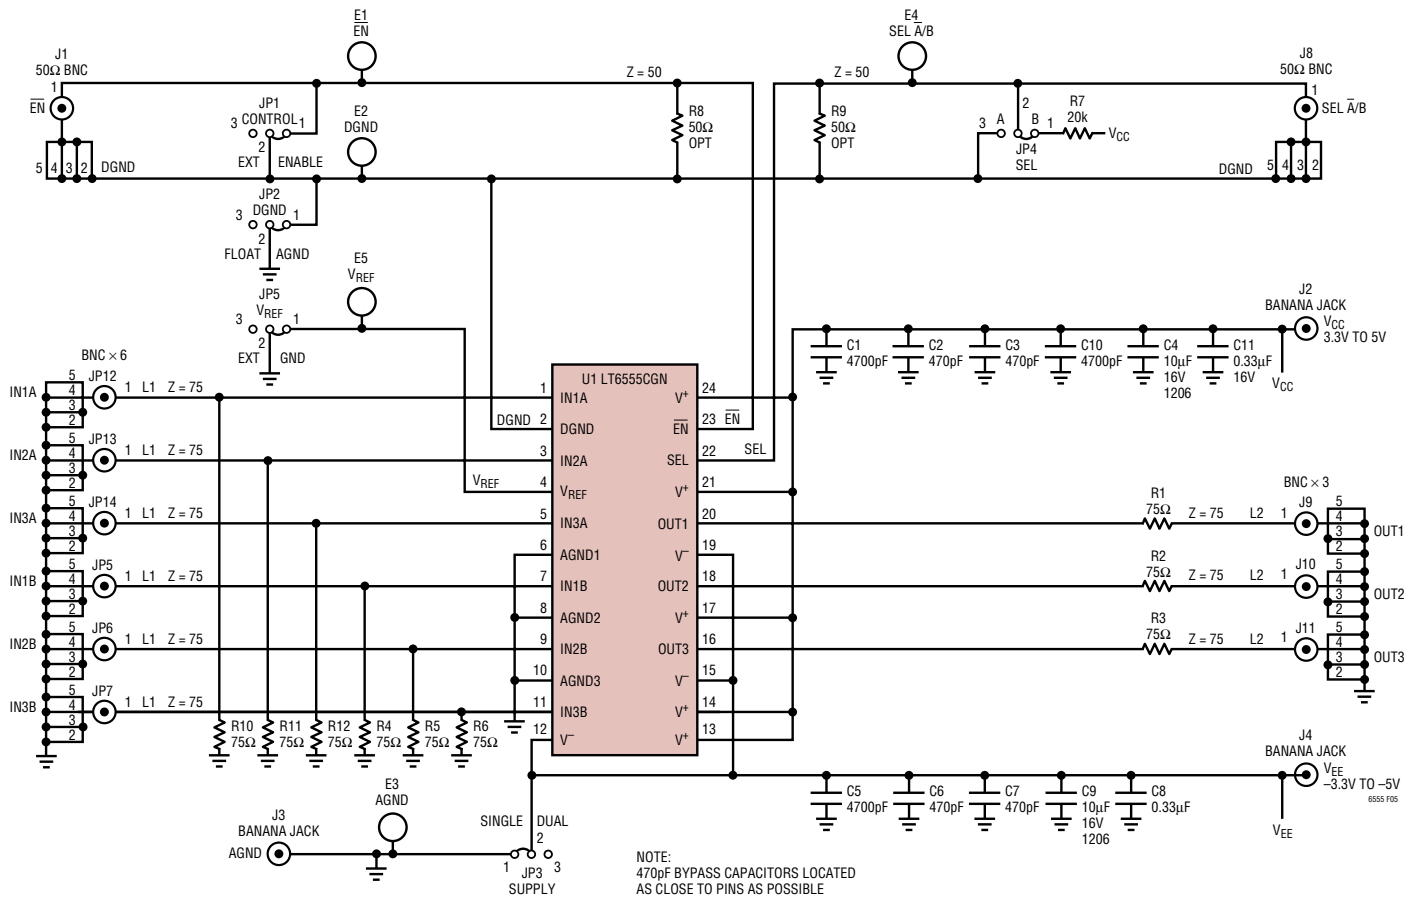 E1
EN
E4
SEL A/B
J1
50Ω BNC
1
EN
Z = 50
Z = 50
J8
50Ω BNC
1
SEL A/B
JP1
CONTROL
3
1
2
EXT
ENABLE
E2
DGND
R8
50Ω
OPT
R9
50Ω
OPT
2
3
A
B
1
JP4
SEL
R7
20k
VCC
5
4
3
2
DGND
DGND
5
4
3
2
JP2
DGND
3
1
2
FLOAT
AGND
E5
VREF
JP5
VREF
3
1
2
EXT
GND
J2
BANANA JACK
VCC
3.3V TO 5V
C1
4700pF
C2
470pF
C3
470pF
C10
4700pF
C4
10µF
16V
1206
C11
0.33µF
16V
VCC
BNC × 6
IN1A
5
4
3
2
JP12
1
L1
Z = 75
IN2A
5
4
3
2
JP13
1
L1
Z = 75
IN3A
5
4
3
2
JP14
1
L1
Z = 75
IN1B
5
4
3
2
JP5
1
L1
Z = 75
IN2B
5
4
3
2
JP6
1
L1
Z = 75
IN3B
5
4
3
2
JP7
1
L1
Z = 75
R10
75Ω
R11
75Ω
R12
75Ω
R4
75Ω
R5
75Ω
R6
75Ω
U1 LT6555CGN
1
IN1A
V+
24
DGND
2
DGND
EN
23
EN
3
IN2A
SEL
22
SEL
VREF
4
VREF
V+
21
5
IN3A
OUT1
20
6
AGND1
V–
19
7
IN1B
OUT2
18
8
AGND2
V+
17
9
IN2B
OUT3
16
10
AGND3
V–
15
11
IN3B
V+
14
12
V–
V+
13
BNC × 3
R1
75Ω
Z = 75
L2
1
J9
5
4
3
2
OUT1
R2
75Ω
Z = 75
L2
1
J10
5
4
3
2
OUT2
R3
75Ω
Z = 75
L2
1
J11
5
4
3
2
OUT3
J4
BANANA JACK
VEE
–3.3V TO –5V
6555 F05
C5
4700pF
C6
470pF
C7
470pF
C9
10µF
16V
1206
C8
0.33µF
VEE
E3
AGND
J3
BANANA JACK
AGND
SINGLE
DUAL
2
1
3
JP3
SUPPLY
NOTE:
470pF BYPASS CAPACITORS LOCATED
AS CLOSE TO PINS AS POSSIBLE